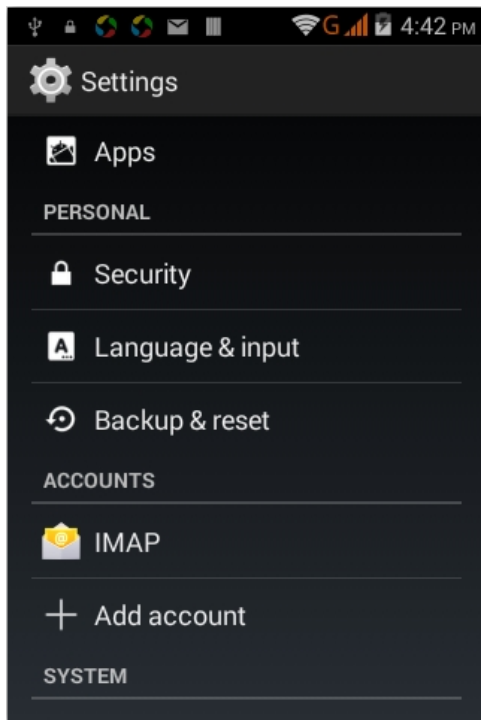 G 4:42 PM
Settings
Apps
PERSONAL
Security
A Language & input
Backup & reset
ACCOUNTS
@ IMAP
Add account
SYSTEM